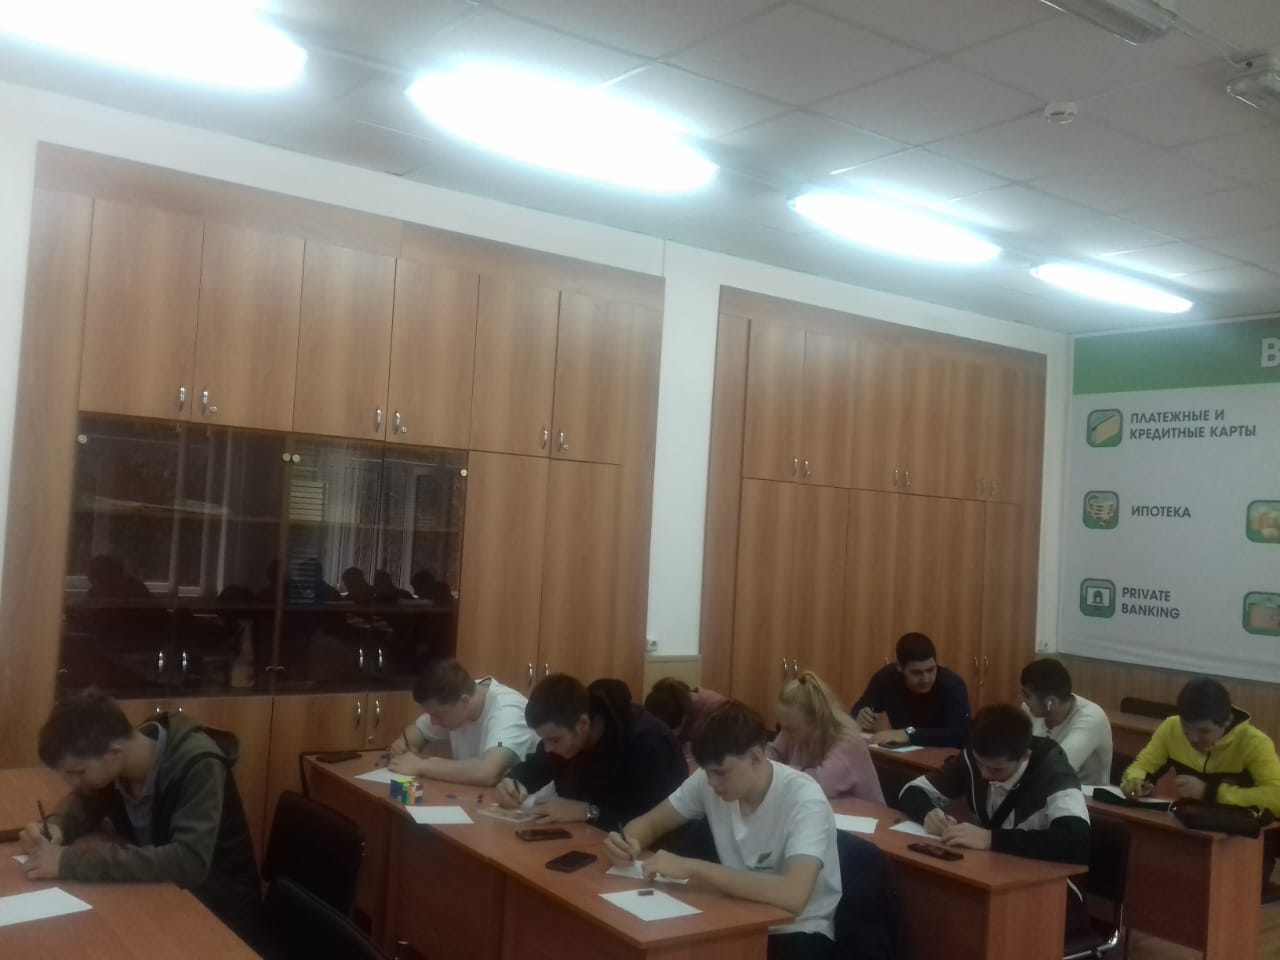 В
ПЛАТЕЖНЫЕ И
КРЕДИТНЫЕ КАРТЫ
ИПОТЕКА
PRIVATE
BANKING